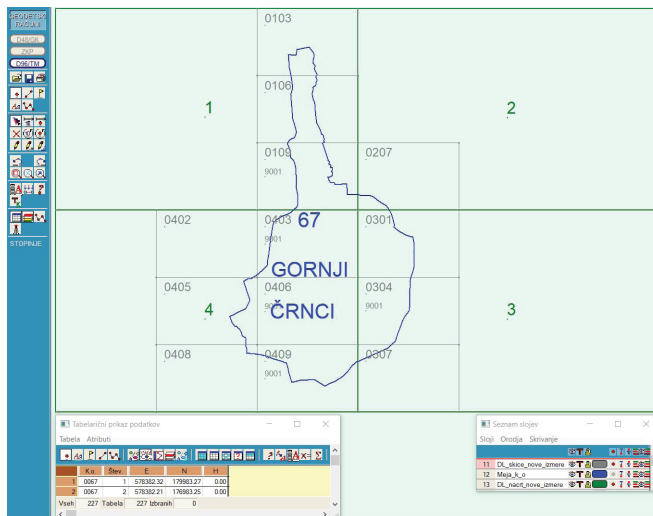 GEODETSKI
RAČUNI
D48/GK
ZKP
D96/TM
STOPINJE
0103
0106
1
2
0109
9001
0207
0402
0403
67
0301
9001
GORNJI
0405
0406
0304
4
9001
ČRNCI
3
0408
0409
0307
9001
Tabelarični prikaz podatkov
Tabela Atributi
K.o. Štev. E N H
1 0067 1 578382.32 179983.27 0.00
2 0067 2 578382.21 176983.25 0.00
Vseh 227 Tabela 227 Izbranih 0
Seznam slojev
Sloji Orodja Skrivanje
11 DL_skice_nove_izmere
12 Meja_k_o
13 DL_nacrt_nove_izmere